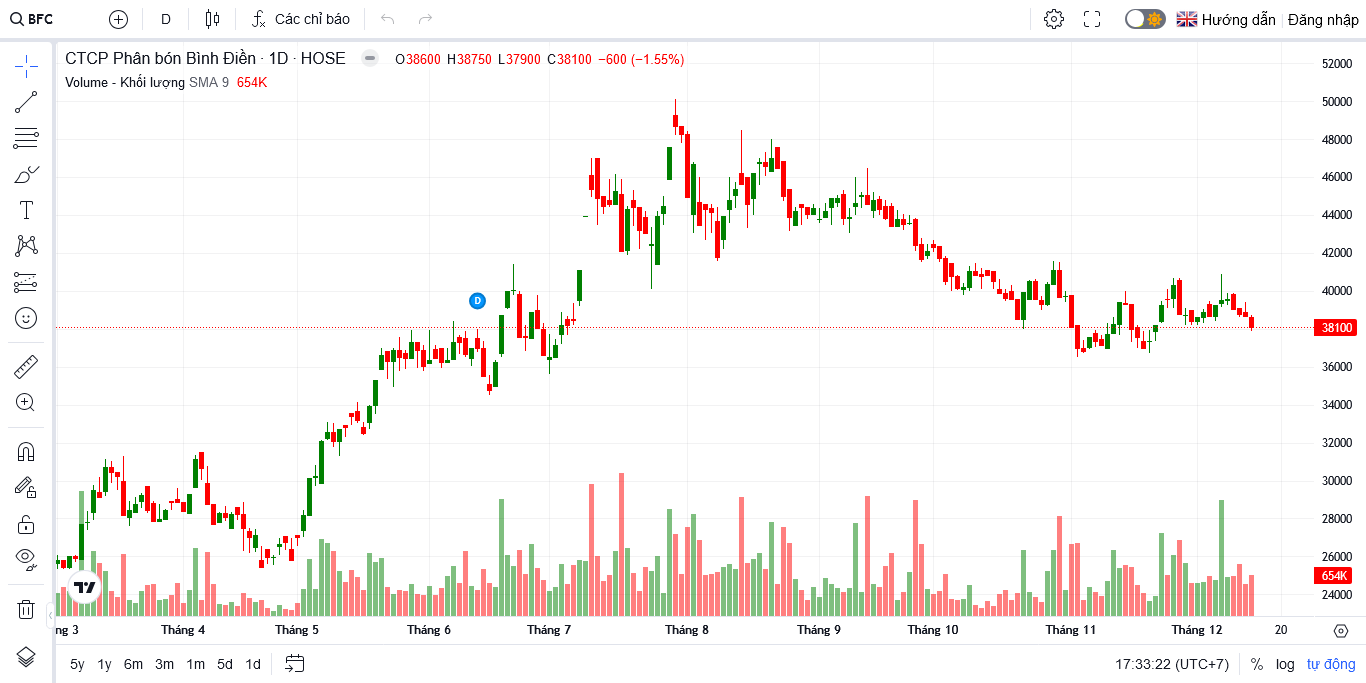 BFC D Các chỉ báo Hướng dẫn Đăng nhập
CTCP Phân bón Bình Điền · 1D · HOSE O38600 H38750 L37900 C38100 −600 (−1.55%)
Volume - Khối lượng SMA 9 654K
52000
50000
48000
46000
44000
42000
40000
38100
36000
34000
32000
30000
28000
26000
654K
24000
D
ng 3 Tháng 4 Tháng 5 Tháng 6 Tháng 7 Tháng 8 Tháng 9 Tháng 10 Tháng 11 Tháng 12 20
5y 1y 6m 3m 1m 5d 1d 17:33:22 (UTC+7) % log tự động